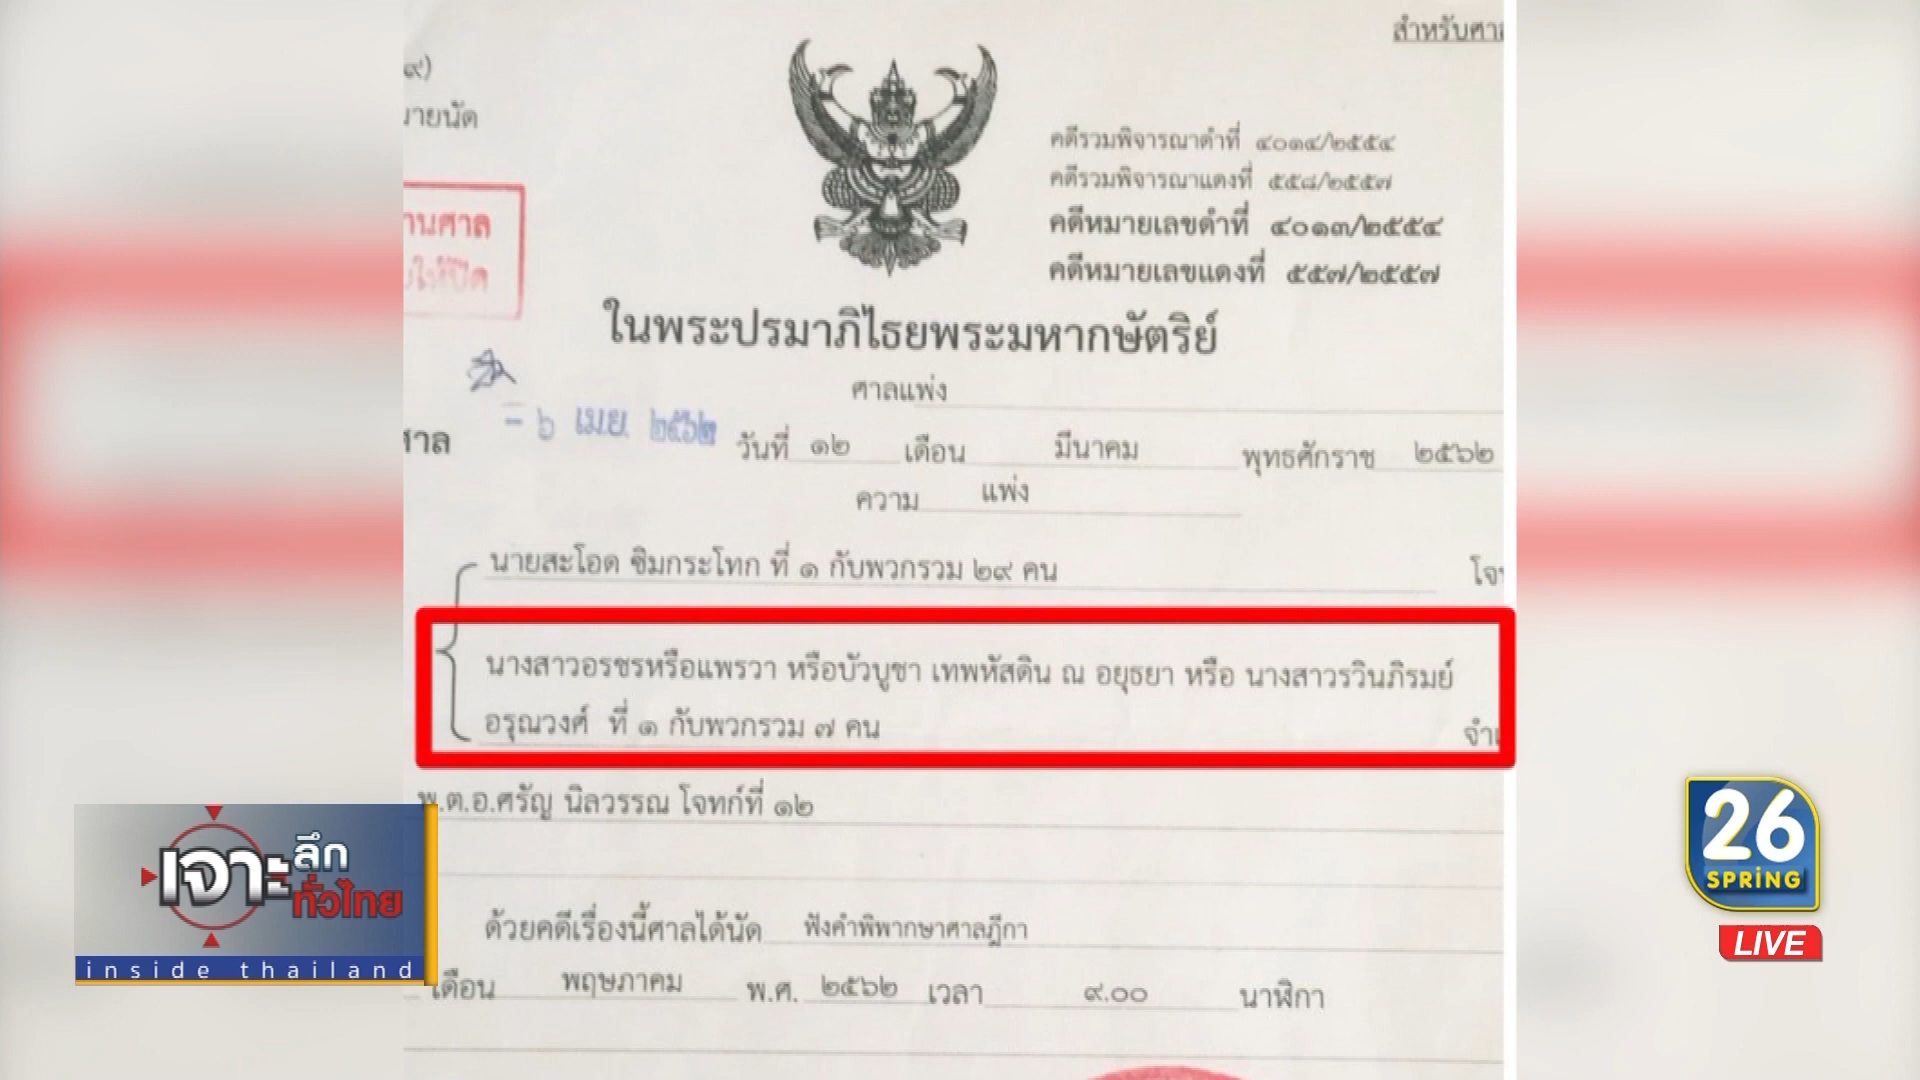 สำหรับศา
๙)
ายนัด
คดีรวมพิจารณาดำที่ ๔๐๑๔/๒๕๕๔
คดีรวมพิจารณาแดงที่ ๕๕๘/๒๕๕๗
คดีหมายเลขดำที่ ๔๐๑๓/๒๕๕๔
คดีหมายเลขแดงที่ ๕๕๗/๒๕๕๗
านศาล
ให้ปิด
ในพระปรมาภิไธยพระมหากษัตริย์
ศาลแพ่ง
- ๖ เม.ย. ๒๕๖๒
ศาล วันที่ ๑๒ เดือน มีนาคม พุทธศักราช ๒๕๖๒
ความ แพ่ง
นายสะโอด ซิมกระโทก ที่ ๑ กับพวกรวม ๒๙ คน โจ
นางสาวอรชรหรือแพรวา หรือบัวบูชา เทพหัสดิน ณ อยุธยา หรือ นางสาวรวินภิรมย์
อรุณวงศ์ ที่ ๑ กับพวกรวม ๗ คน จำ
พ.ต.อ.ศรัญ นิลวรรณ โจทก์ที่ ๑๒
ด้วยคดีเรื่องนี้ศาลได้นัด ฟังคำพิพากษาศาลฎีกา
เดือน พฤษภาคม พ.ศ. ๒๕๖๒ เวลา ๙.๐๐ นาฬิกา
เจาะลึกทั่วไทย
inside thailand
26
SPRiNG
LIVE